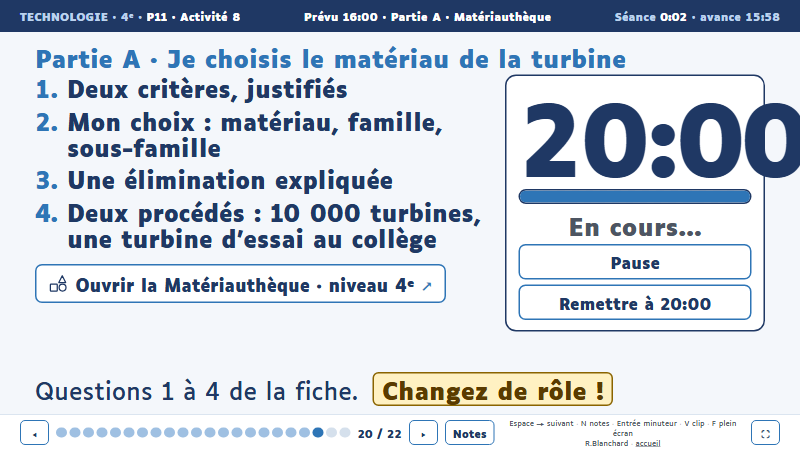 TECHNOLOGIE · 4ᵉ · P11 · Activité 8
Prévu 16:00 · Partie A · Matériauthèque
Séance 0:02 · avance 15:58
Partie A · Je choisis le matériau de la turbine
1. Deux critères, justifiés
2. Mon choix : matériau, famille,
sous-famille
3. Une élimination expliquée
4. Deux procédés : 10 000 turbines,
une turbine d’essai au collège
Ouvrir la Matériauthèque · niveau 4ᵉ ↗
20:00
En cours…
Pause
Remettre à 20:00
Questions 1 à 4 de la fiche.
Changez de rôle !
20 / 22
Notes
Espace → suivant · N notes · Entrée minuteur · V clip · F plein
écran
R.Blanchard · accueil